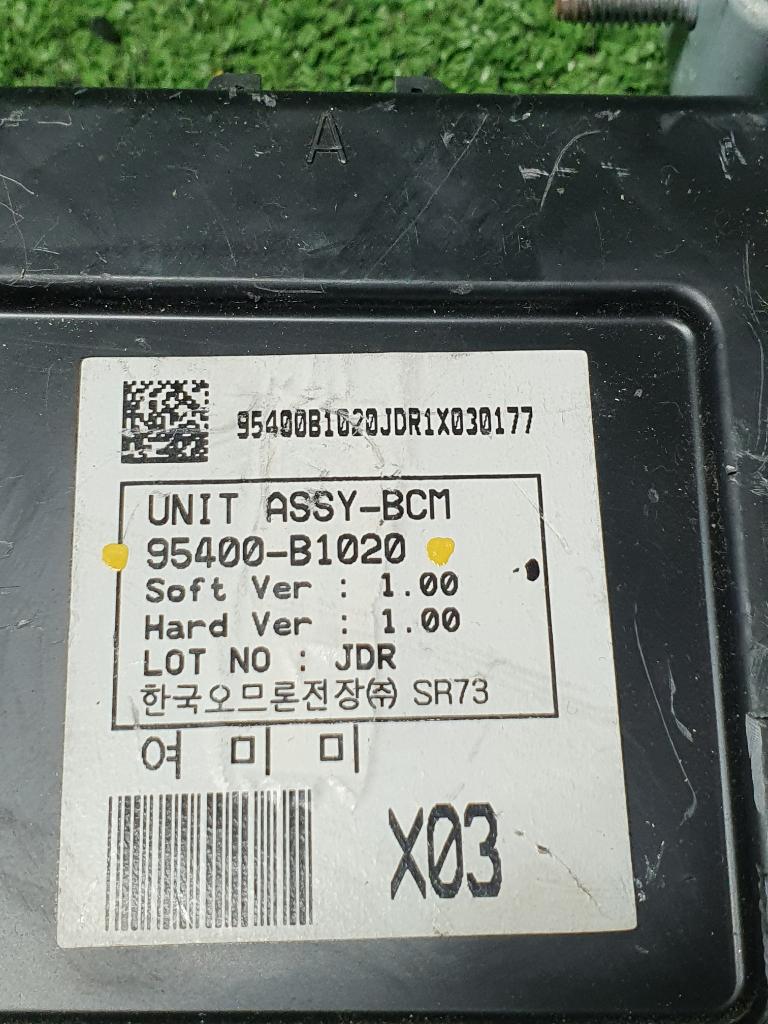 A
95400B1020JDR1X030177
UNIT ASSY-BCM
95400-B1020
Soft Ver : 1.00
Hard Ver : 1.00
LOT NO : JDR
한국오므론전장㈜ SR73
여 미 미
X03